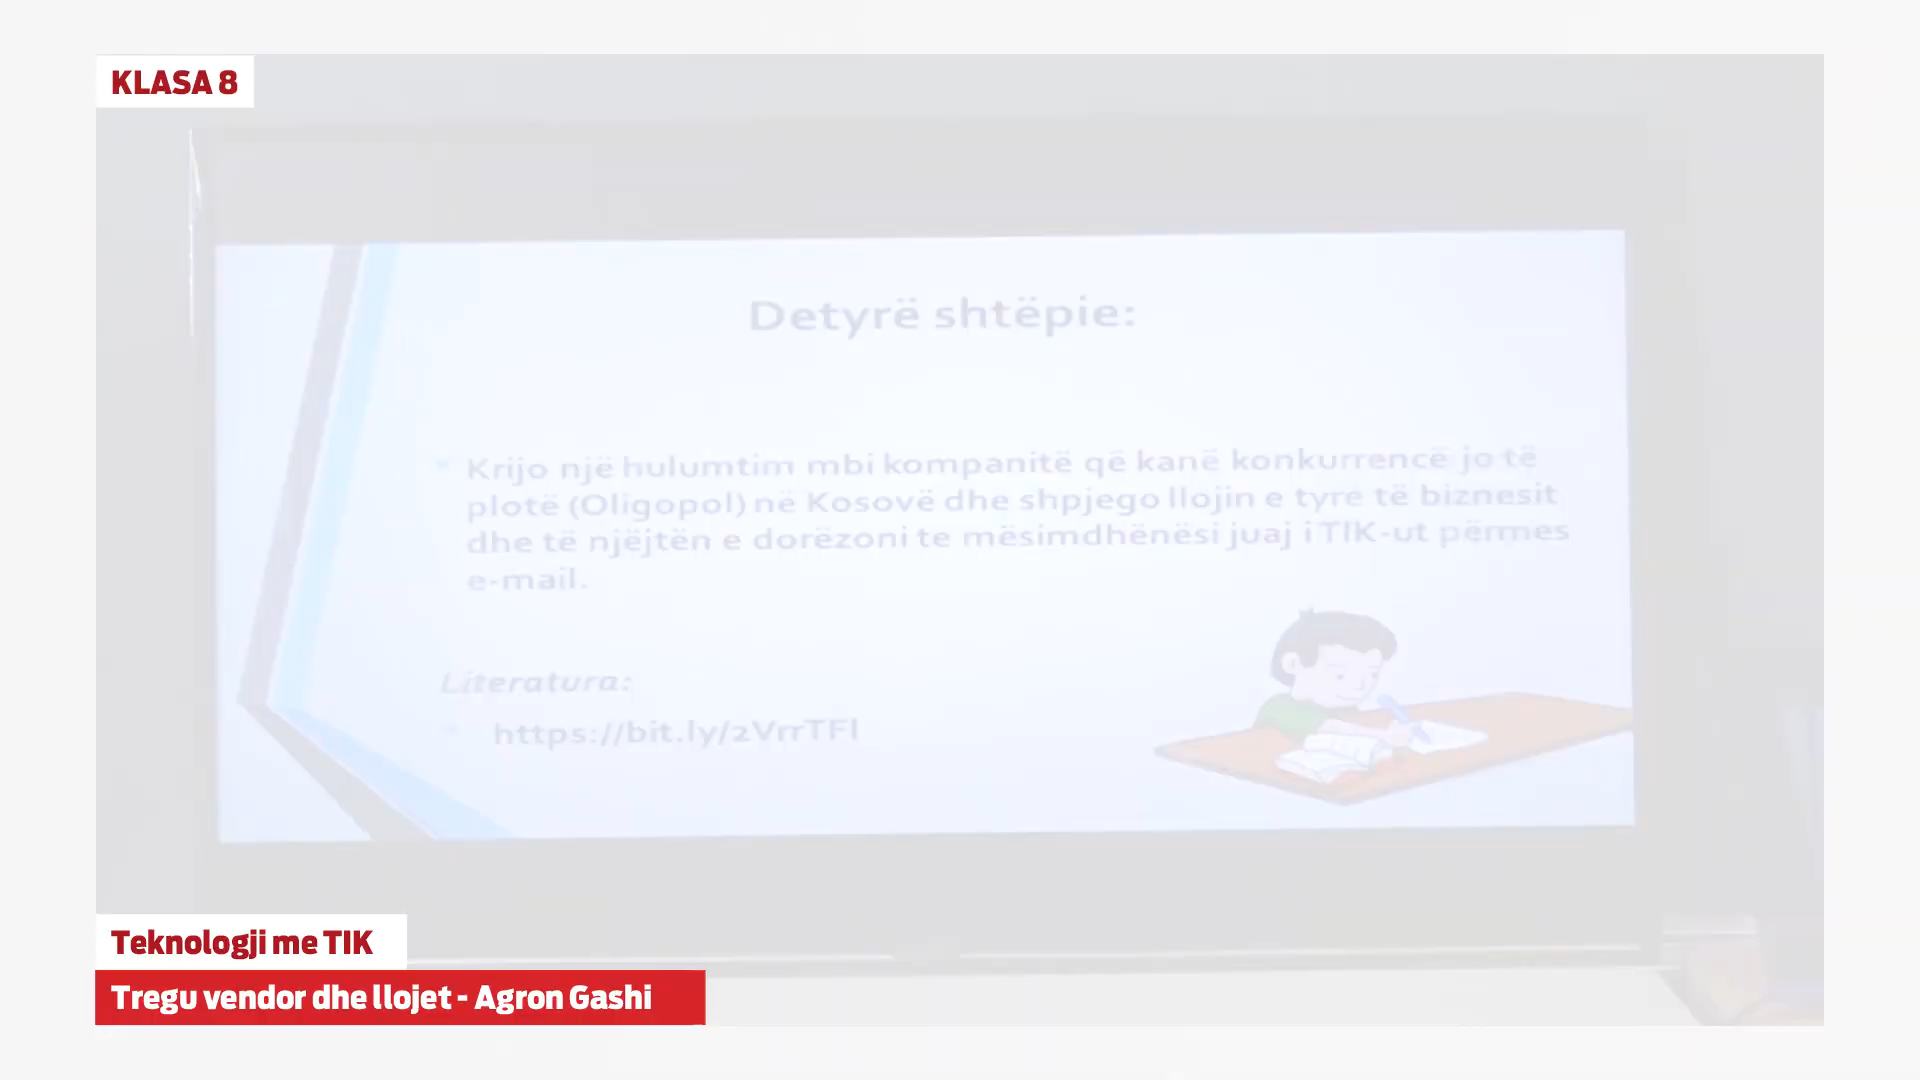 KLASA 8
Detyrë shtëpie:
Krijo një hulumtim mbi kompanitë që kanë konkurrencë jo të
plotë (Oligopol) në Kosovë dhe shpjego llojin e tyre të biznesit
dhe të njëjtën e dorëzoni te mësimdhënësi juaj i TIK-ut përmes
e-mail.
Literatura:
https://bit.ly/2VrrTFl
Teknologji me TIK
Tregu vendor dhe llojet - Agron Gashi